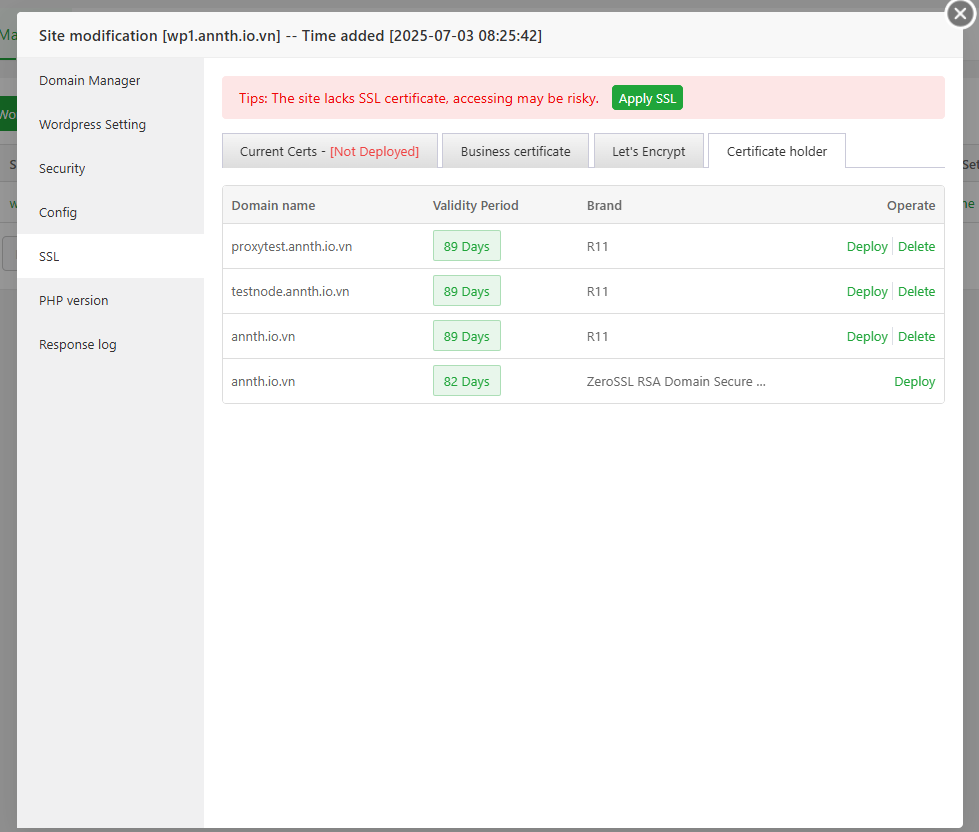 Site modification [wp1.annth.io.vn] -- Time added [2025-07-03 08:25:42]
Domain Manager
Wordpress Setting
Security
Config
SSL
PHP version
Response log
Tips: The site lacks SSL certificate, accessing may be risky. Apply SSL
Current Certs - [Not Deployed] Business certificate Let's Encrypt Certificate holder
Domain name Validity Period Brand Operate
proxytest.annth.io.vn 89 Days R11 Deploy Delete
testnode.annth.io.vn 89 Days R11 Deploy Delete
annth.io.vn 89 Days R11 Deploy Delete
annth.io.vn 82 Days ZeroSSL RSA Domain Secure ... Deploy